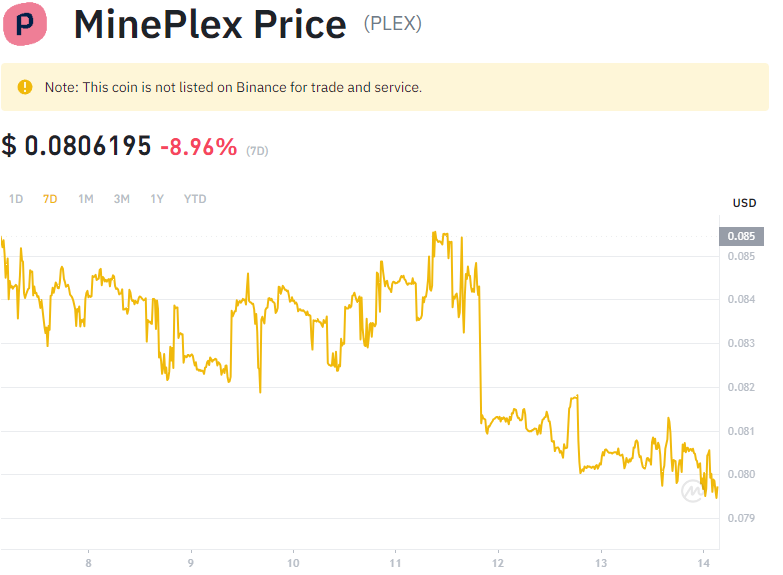 MinePlex Price (PLEX)
Note: This coin is not listed on Binance for trade and service.
$ 0.0806195 -8.96% (7D)
1D 7D 1M 3M 1Y YTD
USD
0.085
0.085
0.084
0.083
0.082
0.081
0.080
0.079
8 9 10 11 12 13 14